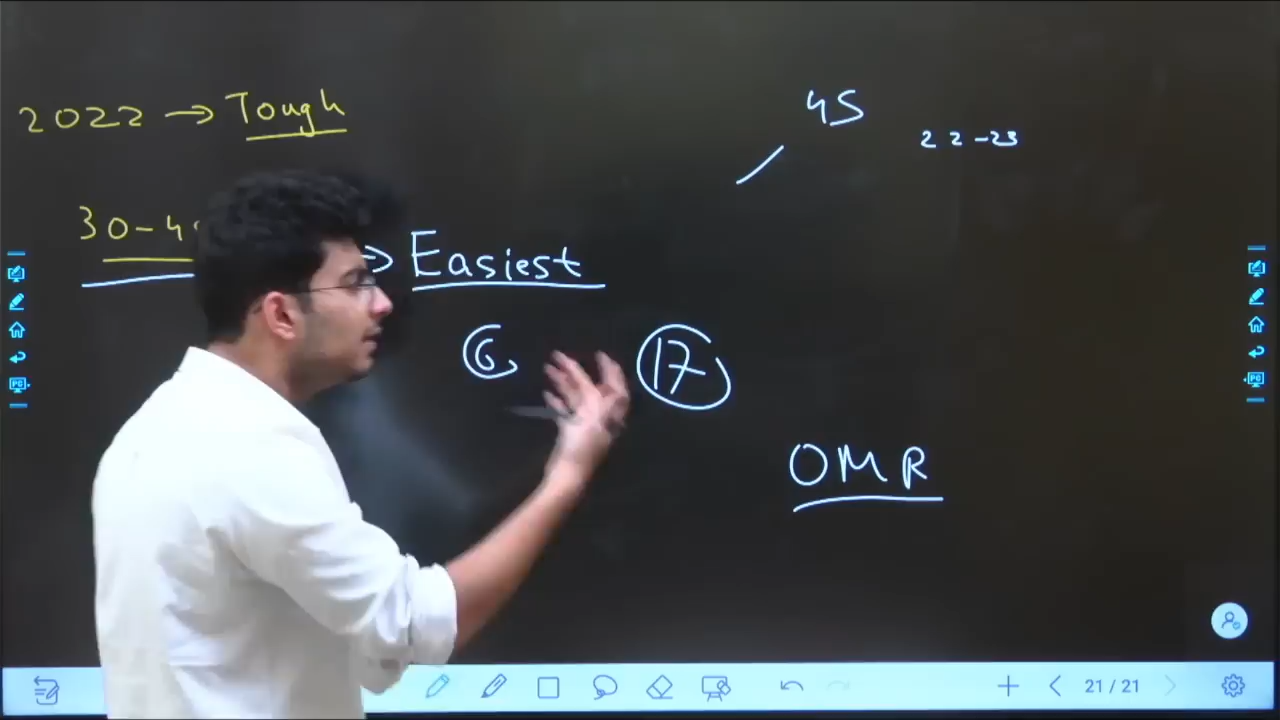 2022 → Tough
45
22-23
30-4
→ Easiest
6
17
OMR
21 / 21